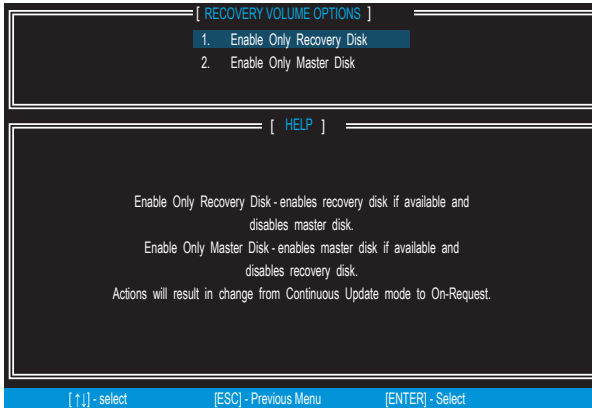 [ RECOVERY VOLUME OPTIONS ]
1. Enable Only Recovery Disk
2. Enable Only Master Disk
[ HELP ]
Enable Only Recovery Disk - enables recovery disk if available and
disables master disk.
Enable Only Master Disk - enables master disk if available and
disables recovery disk.
Actions will result in change from Continuous Update mode to On-Request.
[↑↓] - select [ESC] - Previous Menu [ENTER] - Select